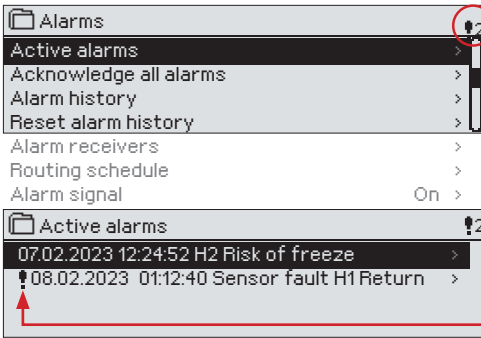 Alarms
!2
Active alarms >
Acknowledge all alarms >
Alarm history >
Reset alarm history >
Alarm receivers >
Routing schedule >
Alarm signal On >
Active alarms !2
07.02.2023 12:24:52 H2 Risk of freeze >
!08.02.2023 01:12:40 Sensor fault H1 Return >